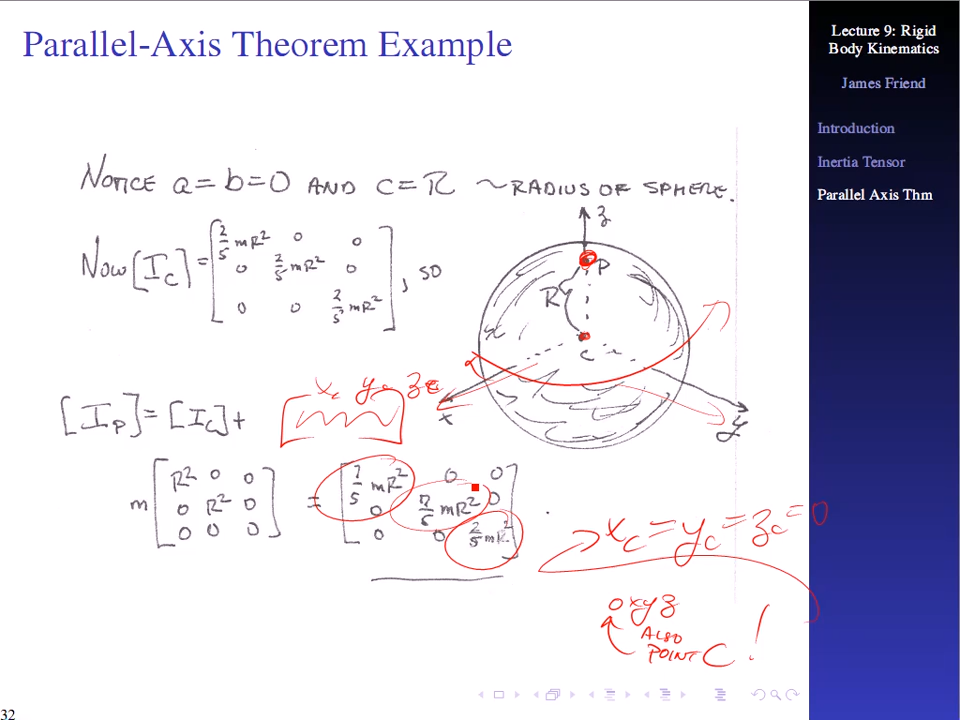 Parallel-Axis Theorem Example
Lecture 9: Rigid
Body Kinematics
James Friend
Introduction
Inertia Tensor
Parallel Axis Thm
NOTICE a = b = 0 AND c = R ~ RADIUS OF SPHERE.
NOW [I_C] = [2/5 mR² 0 0
0 2/5 mR² 0
0 0 2/5 mR²], SO
z
P
R
C
x
y
x_c y_c z_c
[I_P] = [I_C] +
m [R² 0 0
0 R² 0
0 0 0] = [7/5 mR² 0 0
0 7/5 mR² 0
0 0 2/5 mR²]
x_c = y_c = z_c = 0
oxyz
ALSO
POINT C !
32